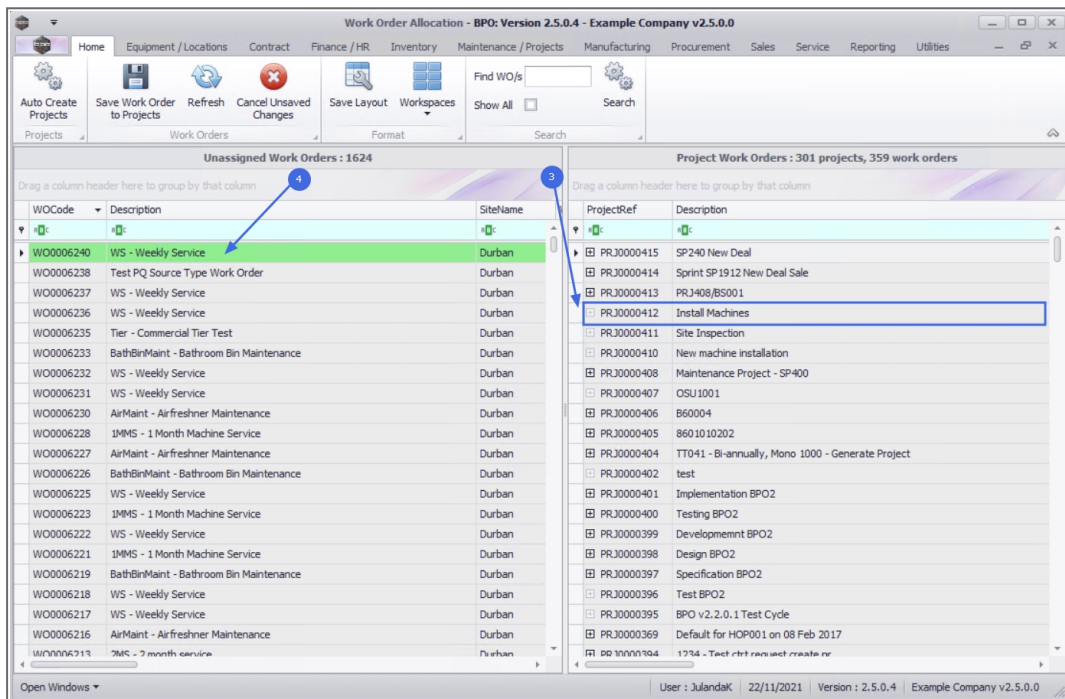 Work Order Allocation - BPO: Version 2.5.0.4 - Example Company v2.5.0.0
Home Equipment / Locations Contract Finance / HR Inventory Maintenance / Projects Manufacturing Procurement Sales Service Reporting Utilities
Auto Create Projects
Save Work Order to Projects
Refresh
Cancel Unsaved Changes
Save Layout
Workspaces
Find WO/s
Show All
Search
Projects Work Orders Format Search
Unassigned Work Orders : 1624
Drag a column header here to group by that column
4
WOCode Description SiteName
WO0006240 WS - Weekly Service Durban
WO0006238 Test PQ Source Type Work Order Durban
WO0006237 WS - Weekly Service Durban
WO0006236 WS - Weekly Service Durban
WO0006235 Tier - Commercial Tier Test Durban
WO0006233 BathBinMaint - Bathroom Bin Maintenance Durban
WO0006232 WS - Weekly Service Durban
WO0006231 WS - Weekly Service Durban
WO0006230 AirMaint - Airfreshner Maintenance Durban
WO0006228 1MMS - 1 Month Machine Service Durban
WO0006227 AirMaint - Airfreshner Maintenance Durban
WO0006226 BathBinMaint - Bathroom Bin Maintenance Durban
WO0006225 WS - Weekly Service Durban
WO0006223 1MMS - 1 Month Machine Service Durban
WO0006222 WS - Weekly Service Durban
WO0006221 1MMS - 1 Month Machine Service Durban
WO0006219 BathBinMaint - Bathroom Bin Maintenance Durban
WO0006218 WS - Weekly Service Durban
WO0006217 WS - Weekly Service Durban
WO0006216 AirMaint - Airfreshner Maintenance Durban
WO0006213 2MS - 2 month service Durban
Project Work Orders : 301 projects, 359 work orders
3
Drag a column header here to group by that column
ProjectRef Description
PRJ0000415 SP240 New Deal
PRJ0000414 Sprint SP1912 New Deal Sale
PRJ0000413 PRJ408/BS001
PRJ0000412 Install Machines
PRJ0000411 Site Inspection
PRJ0000410 New machine installation
PRJ0000408 Maintenance Project - SP400
PRJ0000407 OSU1001
PRJ0000406 B60004
PRJ0000405 8601010202
PRJ0000404 TT041 - Bi-annually, Mono 1000 - Generate Project
PRJ0000402 test
PRJ0000401 Implementation BPO2
PRJ0000400 Testing BPO2
PRJ0000399 Developmemnt BPO2
PRJ0000398 Design BPO2
PRJ0000397 Specification BPO2
PRJ0000396 Test BPO2
PRJ0000395 BPO v2.2.0.1 Test Cycle
PRJ0000369 Default for HOP001 on 08 Feb 2017
PRJ0000394 1234 - Test ctrt request create pr
Open Windows User : JulandaK 22/11/2021 Version : 2.5.0.4 Example Company v2.5.0.0